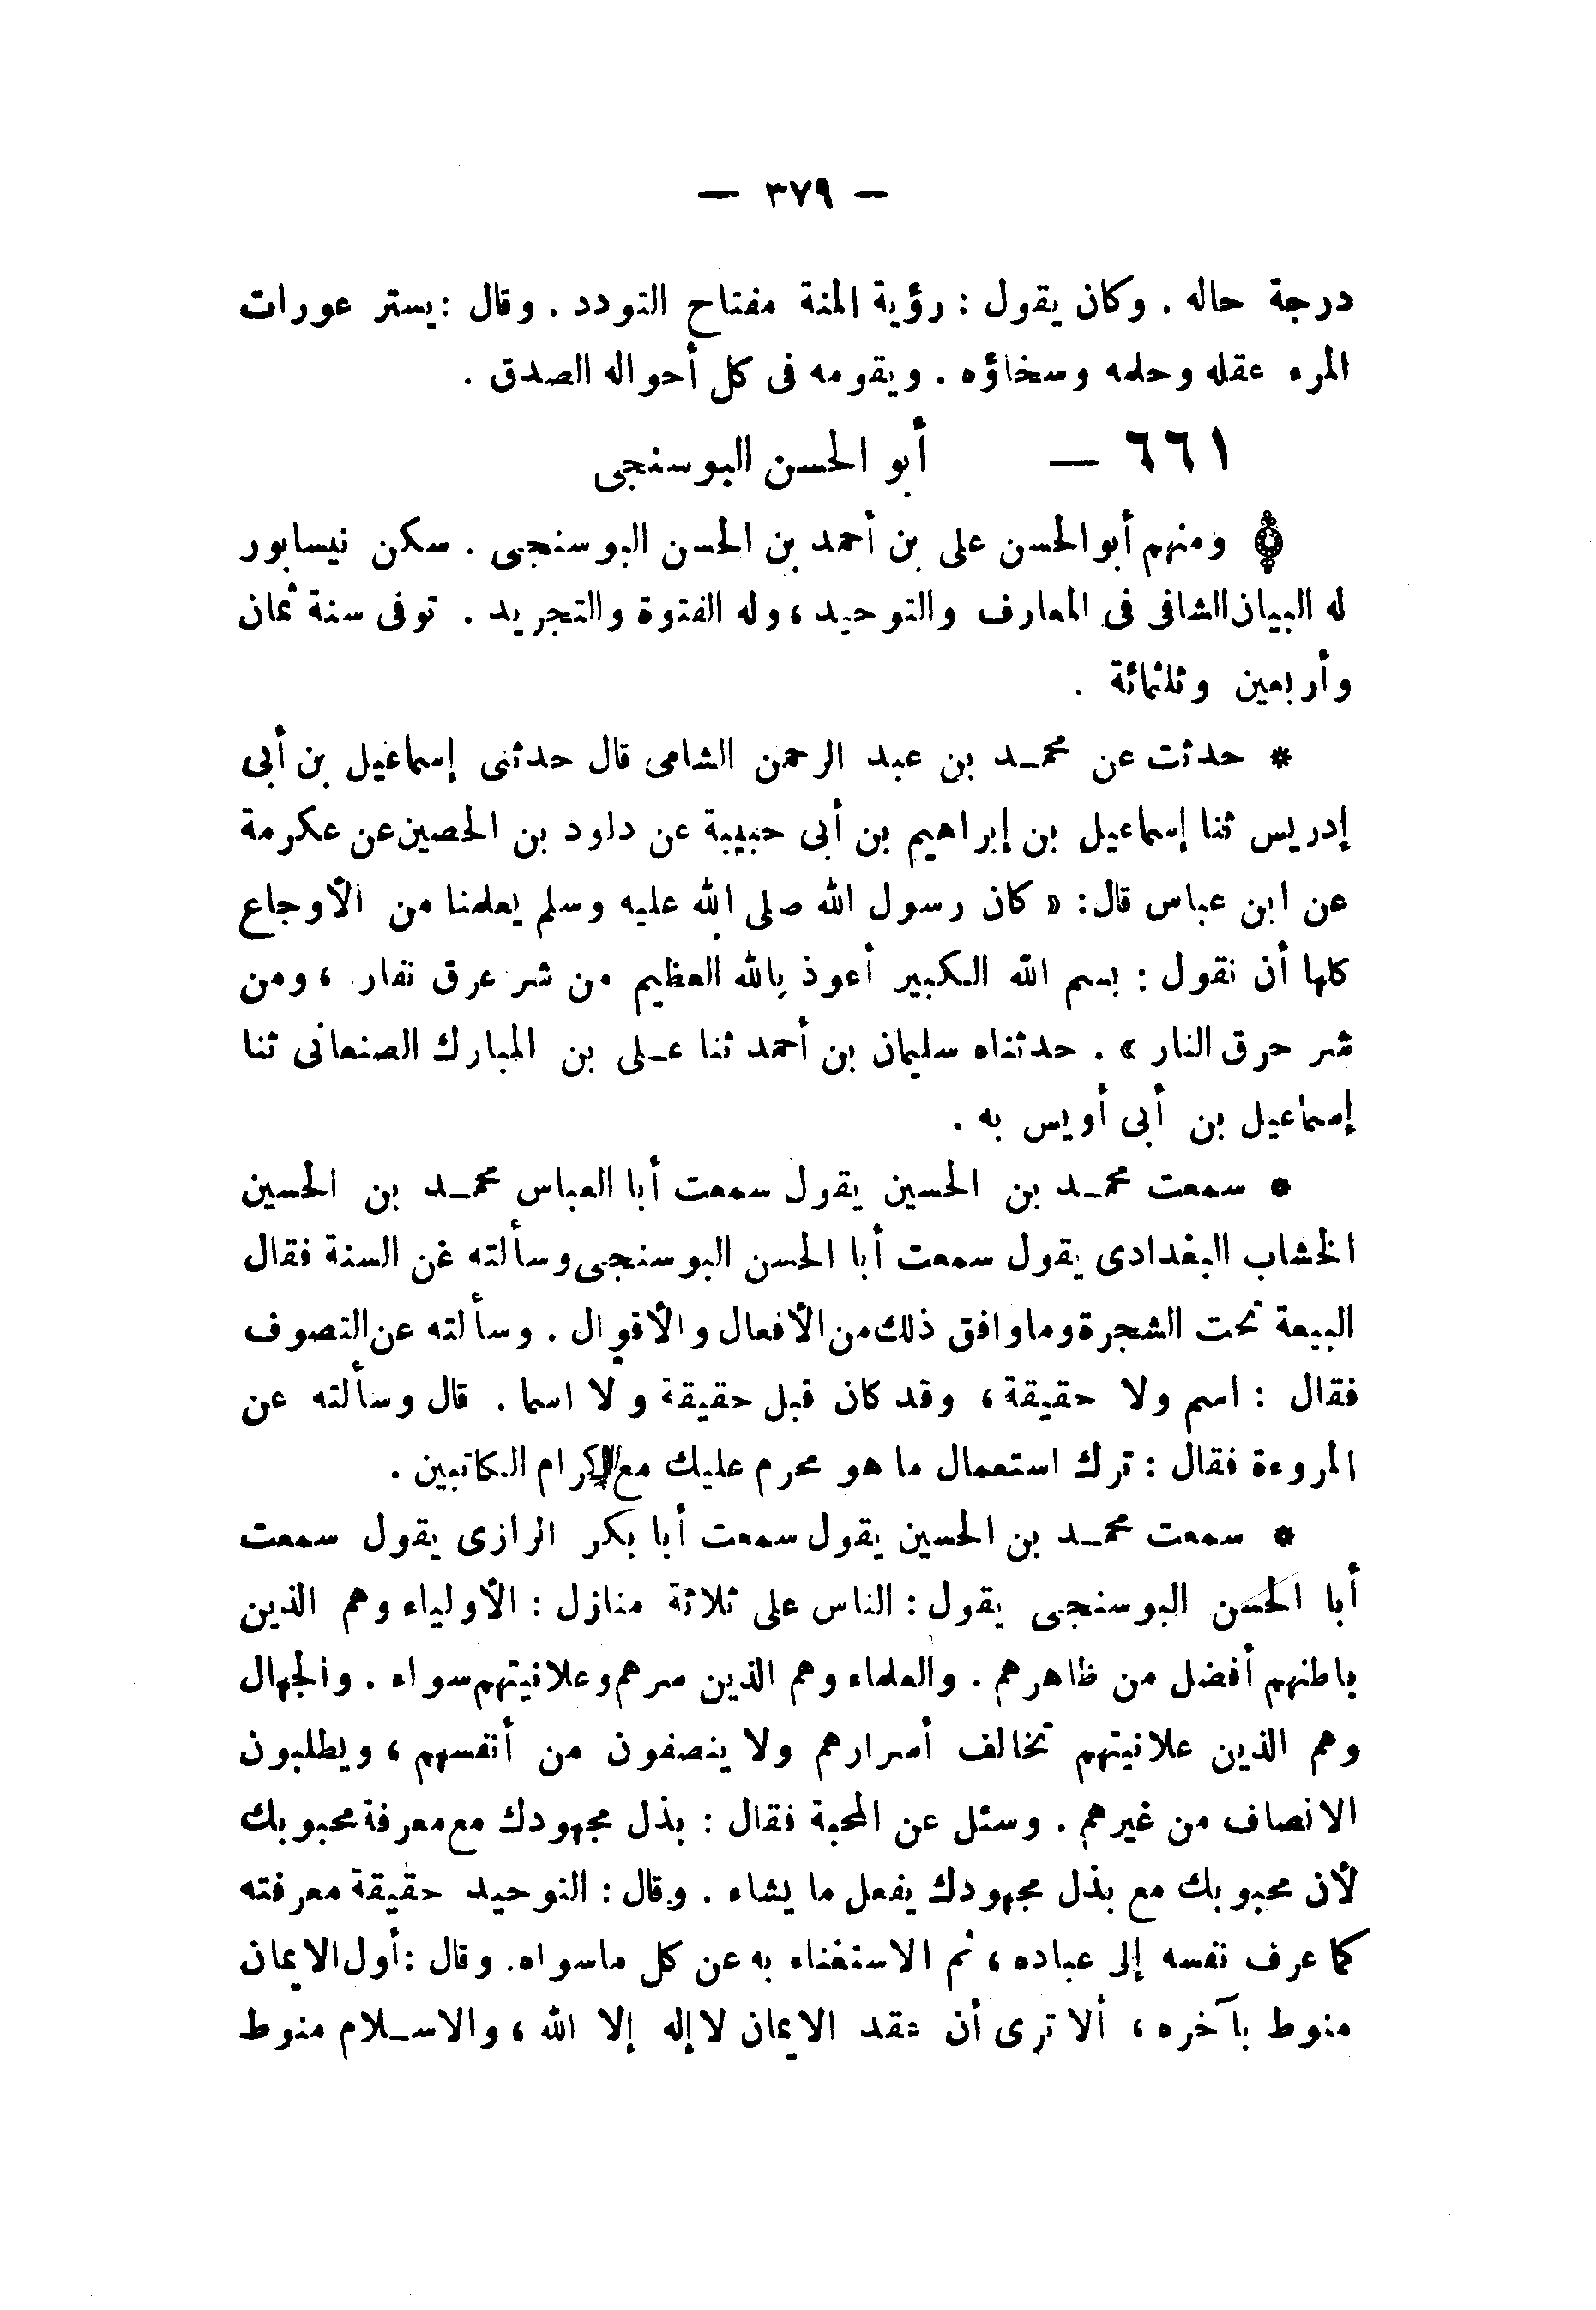 — ٣٧٩ —
درجة حاله . وكان يقول : رؤية المنة مفتاح التودد . وقال : يستر عورات
المرء عقله وحلمه وسخاؤه . ويقومه فى كل أحواله الصدق .
٦٦١ — أبو الحسن البوسنجى
ومنهم أبو الحسن على بن أحمد بن الحسن البوسنجى . سكن نيسابور
له البيان الشافى فى المعارف والتوحيد ، وله الفتوة والتجريد . توفى سنة ثمان
وأربعين وثلثمائة .
* حدثت عن محمد بن عبد الرحمن الشامى قال حدثنى إسماعيل بن أبى
إدريس ثنا إسماعيل بن إبراهيم بن أبى حبيبة عن داود بن الحصين عن عكرمة
عن ابن عباس قال : « كان رسول الله صلى الله عليه وسلم يعلمنا من الأوجاع
كلها أن نقول : بسم الله الكبير أعوذ بالله العظيم من شر عرق نفار ، ومن
شر حرق النار » . حدثناه سليمان بن أحمد ثنا على بن المبارك الصنعانى ثنا
إسماعيل بن أبى أويس به .
* سمعت محمد بن الحسين يقول سمعت أبا العباس محمد بن الحسين
الخشاب البغدادى يقول سمعت أبا الحسن البوسنجى وسألته غن السنة فقال
البيعة تحت الشجرة وما وافق ذلك من الأفعال والأقوال . وسألته عن التصوف
فقال : اسم ولا حقيقة ، وقد كان قبل حقيقة ولا اسما . قال وسألته عن
المروءة فقال : ترك استعمال ما هو محرم عليك مع الكرام الكاتبين .
* سمعت محمد بن الحسين يقول سمعت أبا بكر الرازى يقول سمعت
أبا الحسن البوسنجى يقول : الناس على ثلاثة منازل : الأولياء وهم الذين
باطنهم أفضل من ظاهرهم . والعلماء وهم الذين سرهم وعلانيتهم سواء . والجهال
وهم الذين علانيتهم تخالف أسرارهم ولا ينصفون من أنفسهم ، ويطلبون
الانصاف من غيرهم . وسئل عن المحبة فقال : بذل مجهودك مع معرفة محبوبك
لأن محبوبك مع بذل مجهودك يفعل ما يشاء . وقال : التوحيد حقيقة معرفته
كما عرف نفسه إلى عباده ، ثم الاستغناء به عن كل ماسواه . وقال : أول الايمان
منوط بآخره ، ألا ترى أن عقد الايمان لا إله إلا الله ، والاسلام منوط